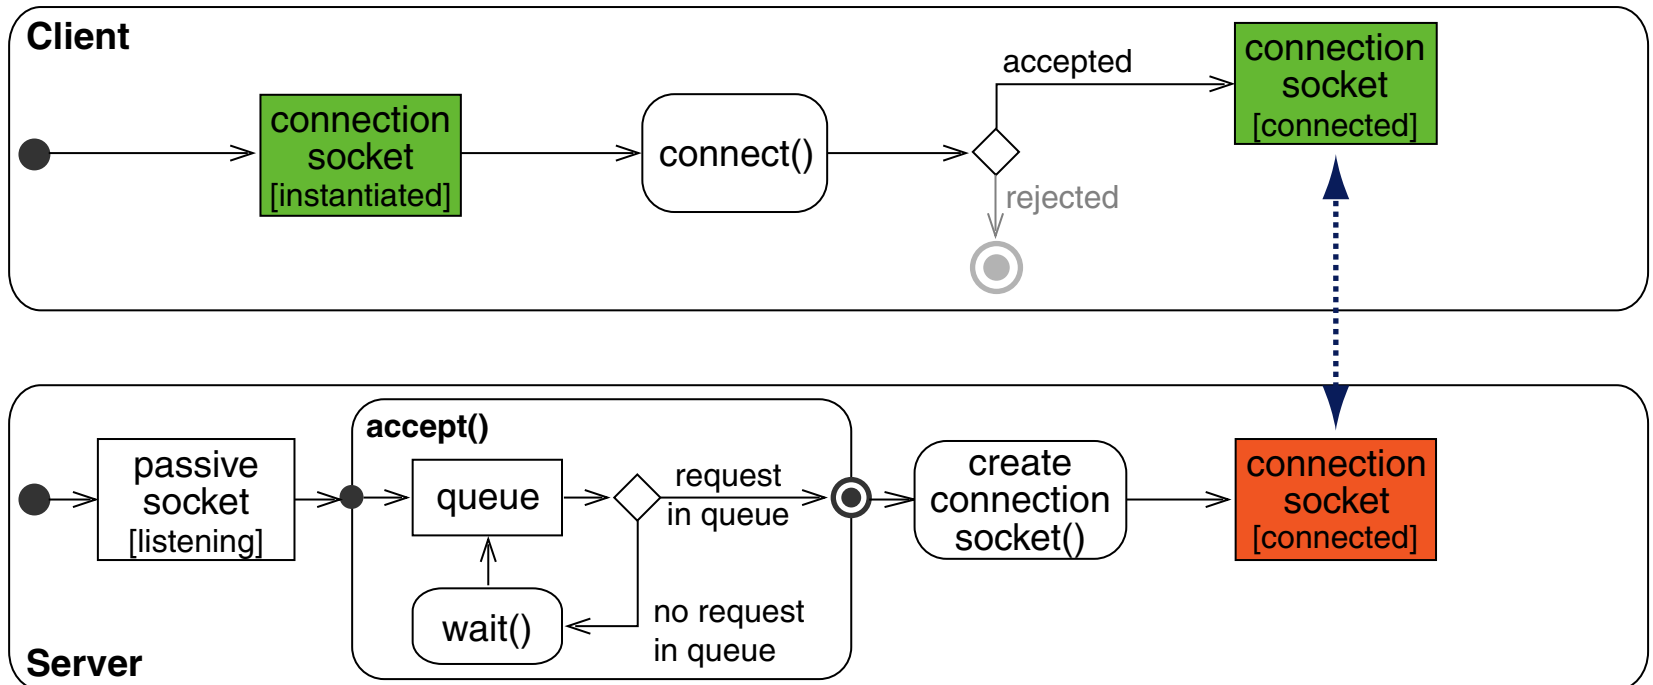 Client
connection
socket
[instantiated]
connect()
accepted
rejected
connection
socket
[connected]
passive
socket
[listening]
accept()
queue
request
in queue
wait()
no request
in queue
create
connection
socket()
connection
socket
[connected]
Server